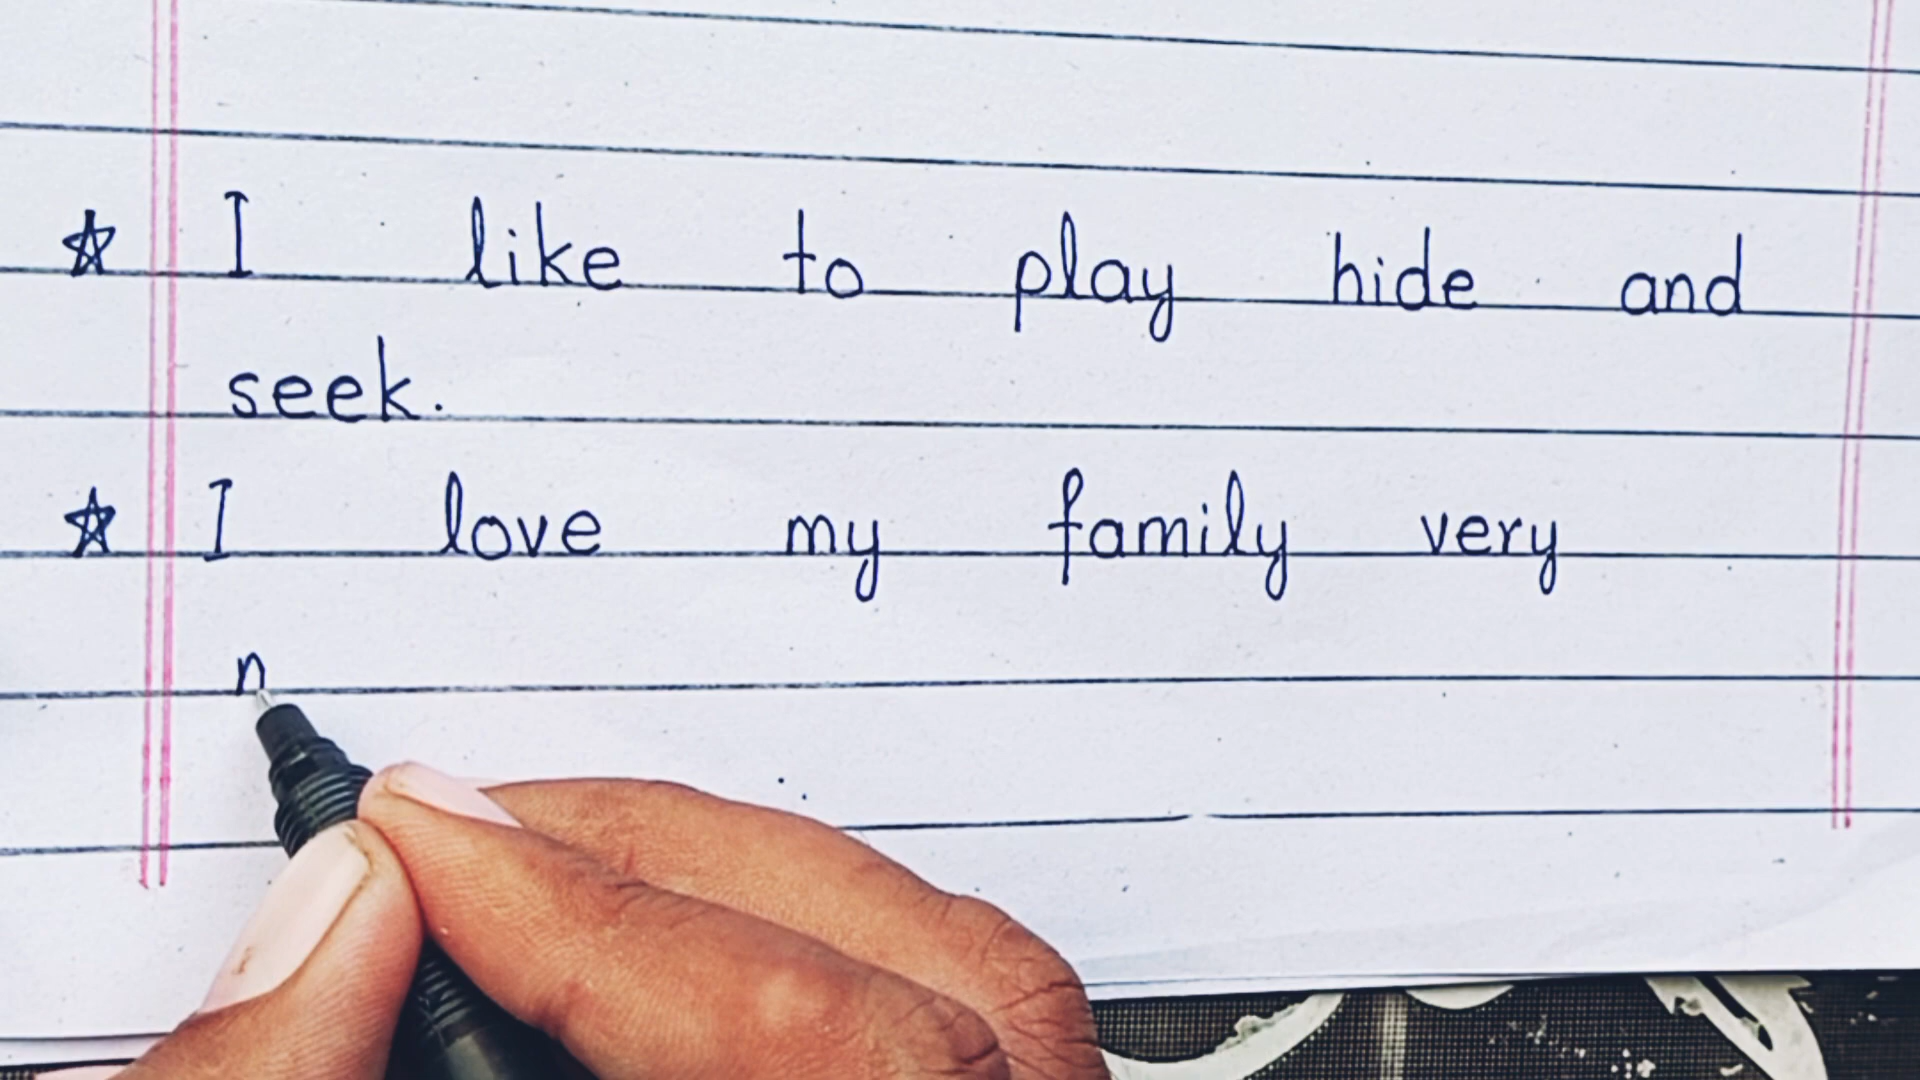 ☆ I like to play hide and
seek.
☆ I love my family very
n